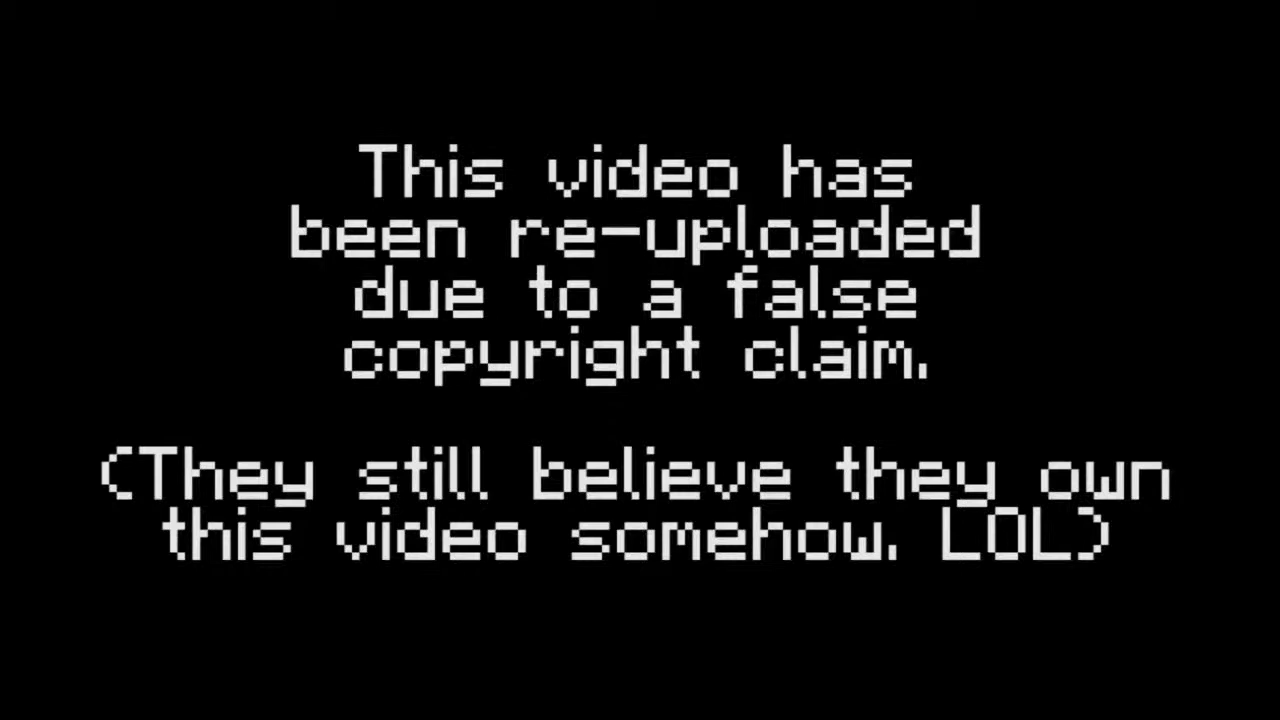 This video has
been re-uploaded
due to a false
copyright claim.
(They still believe they own
this video somehow. LOL)